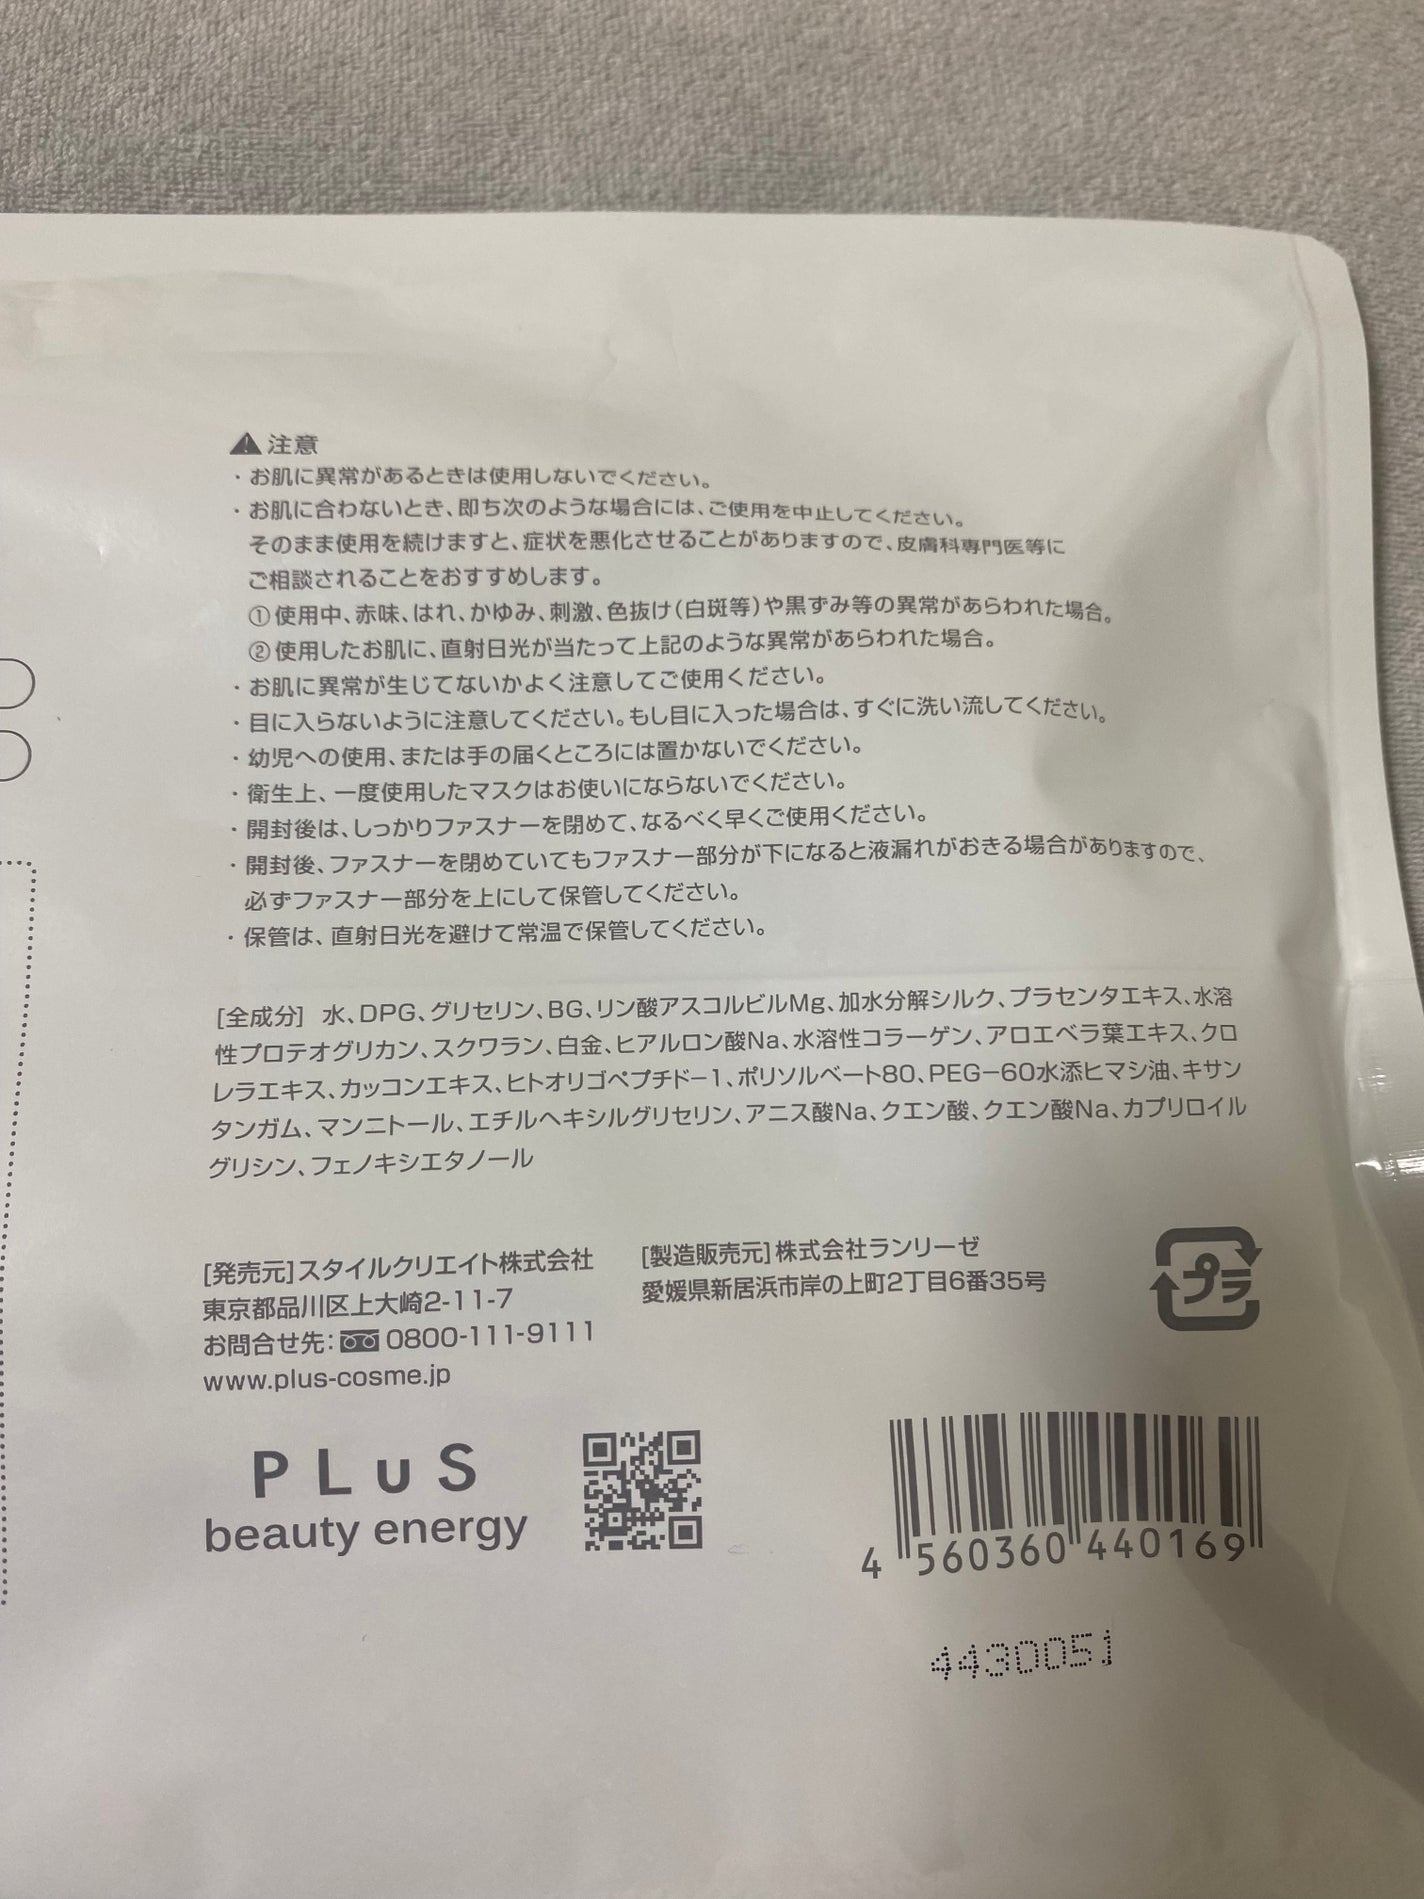 ⚠注意
・お肌に異常があるときは使用しないでください。
・お肌に合わないとき、即ち次のような場合には、ご使用を中止してください。
そのまま使用を続けますと、症状を悪化させることがありますので、皮膚科専門医等に
ご相談されることをおすすめします。
①使用中、赤味、はれ、かゆみ、刺激、色抜け(白斑等)や黒ずみ等の異常があらわれた場合。
②使用したお肌に、直射日光が当たって上記のような異常があらわれた場合。
・お肌に異常が生じてないかよく注意してご使用ください。
・目に入らないように注意してください。もし目に入った場合は、すぐに洗い流してください。
・幼児への使用、または手の届くところには置かないでください。
・衛生上、一度使用したマスクはお使いにならないでください。
・開封後は、しっかりファスナーを閉めて、なるべく早くご使用ください。
・開封後、ファスナーを閉めていてもファスナー部分が下になると液漏れがおきる場合がありますので、
必ずファスナー部分を上にして保管してください。
・保管は、直射日光を避けて常温で保管してください。
[全成分] 水、DPG、グリセリン、BG、リン酸アスコルビルMg、加水分解シルク、プラセンタエキス、水溶
性プロテオグリカン、スクワラン、白金、ヒアルロン酸Na、水溶性コラーゲン、アロエベラ葉エキス、クロ
レラエキス、カッコンエキス、ヒトオリゴペプチド−1、ポリソルベート80、PEG−60水添ヒマシ油、キサン
タンガム、マンニトール、エチルヘキシルグリセリン、アニス酸Na、クエン酸、クエン酸Na、カプリロイル
グリシン、フェノキシエタノール
[発売元]スタイルクリエイト株式会社
東京都品川区上大崎2-11-7
お問合せ先: 0800-111-9111
www.plus-cosme.jp
[製造販売元]株式会社ランリーゼ
愛媛県新居浜市岸の上町2丁目6番35号
プラ
PLuS
beauty energy
4 560360 440169
4430051